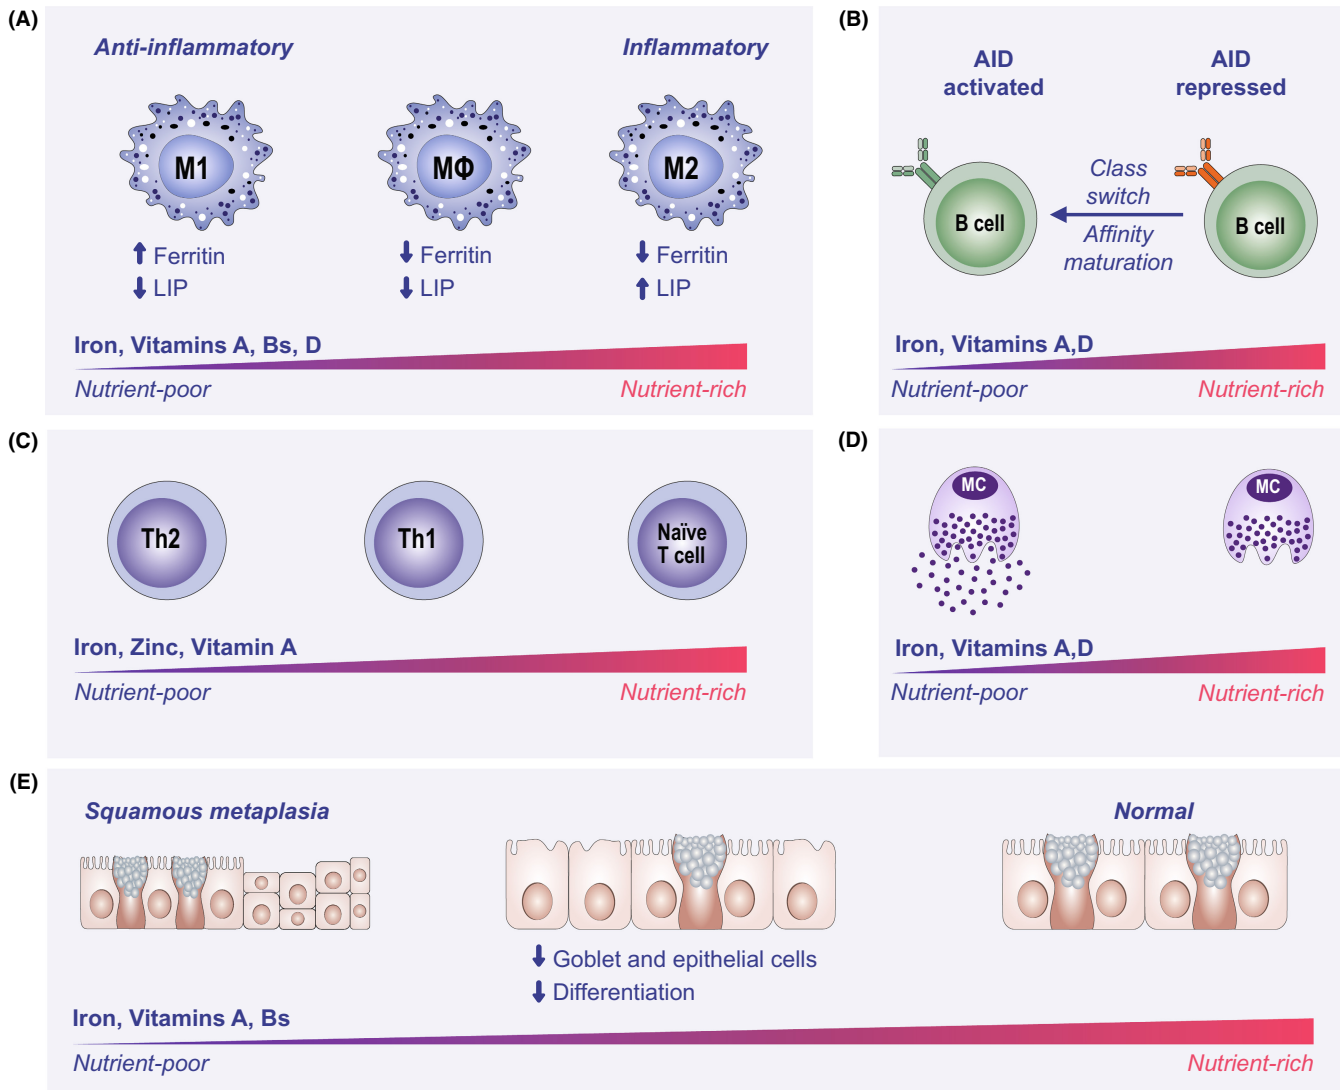 (A)
Anti-inflammatory
Inflammatory
M1
MΦ
M2
↑ Ferritin
↓ LIP
↓ Ferritin
↓ LIP
↓ Ferritin
↑ LIP
Iron, Vitamins A, Bs, D
Nutrient-poor
Nutrient-rich
(B)
AID
activated
AID
repressed
B cell
Class
switch
Affinity
maturation
B cell
Iron, Vitamins A,D
Nutrient-poor
Nutrient-rich
(C)
Th2
Th1
Naïve
T cell
Iron, Zinc, Vitamin A
Nutrient-poor
Nutrient-rich
(D)
MC
MC
Iron, Vitamins A,D
Nutrient-poor
Nutrient-rich
(E)
Squamous metaplasia
Normal
↓ Goblet and epithelial cells
↓ Differentiation
Iron, Vitamins A, Bs
Nutrient-poor
Nutrient-rich